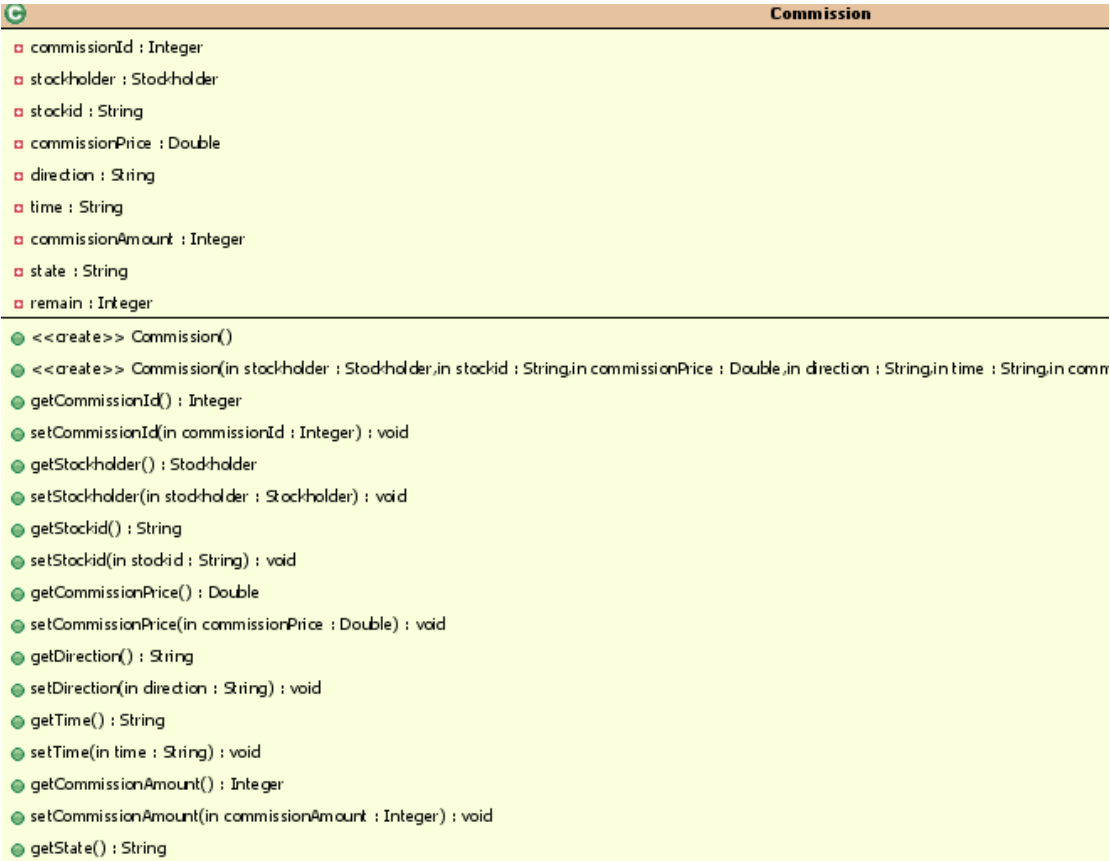 C Commission
commissionId : Integer
stockholder : Stockholder
stockid : String
commissionPrice : Double
direction : String
time : String
commissionAmount : Integer
state : String
remain : Integer
<<create>> Commission()
<<create>> Commission(in stockholder : Stockholder,in stockid : String,in commissionPrice : Double,in direction : String,in time : String,in comm
getCommissionId() : Integer
setCommissionId(in commissionId : Integer) : void
getStockholder() : Stockholder
setStockholder(in stockholder : Stockholder) : void
getStockid() : String
setStockid(in stockid : String) : void
getCommissionPrice() : Double
setCommissionPrice(in commissionPrice : Double) : void
getDirection() : String
setDirection(in direction : String) : void
getTime() : String
setTime(in time : String) : void
getCommissionAmount() : Integer
setCommissionAmount(in commissionAmount : Integer) : void
getState() : String